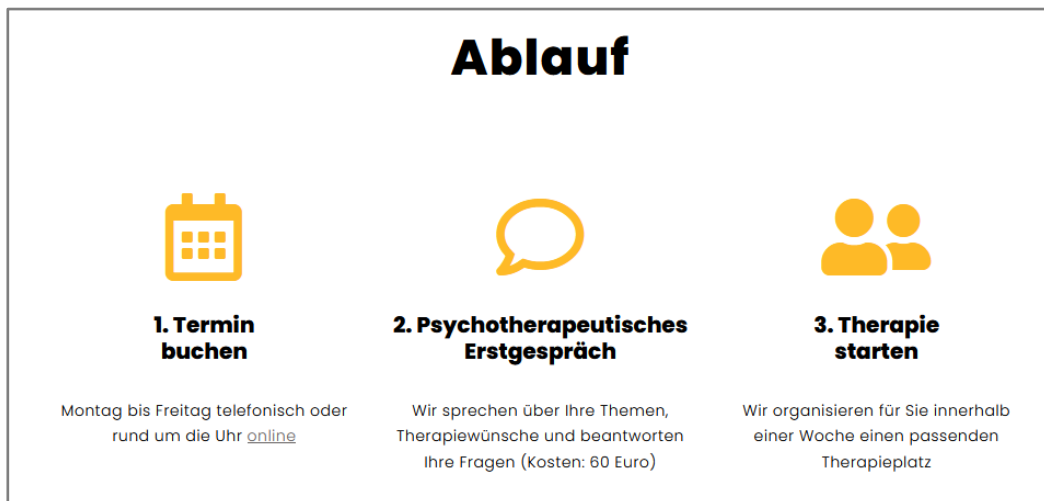 Ablauf
1. Termin
buchen
Montag bis Freitag telefonisch oder
rund um die Uhr online
2. Psychotherapeutisches
Erstgespräch
Wir sprechen über Ihre Themen,
Therapiewünsche und beantworten
Ihre Fragen (Kosten: 60 Euro)
3. Therapie
starten
Wir organisieren für Sie innerhalb
einer Woche einen passenden
Therapieplatz